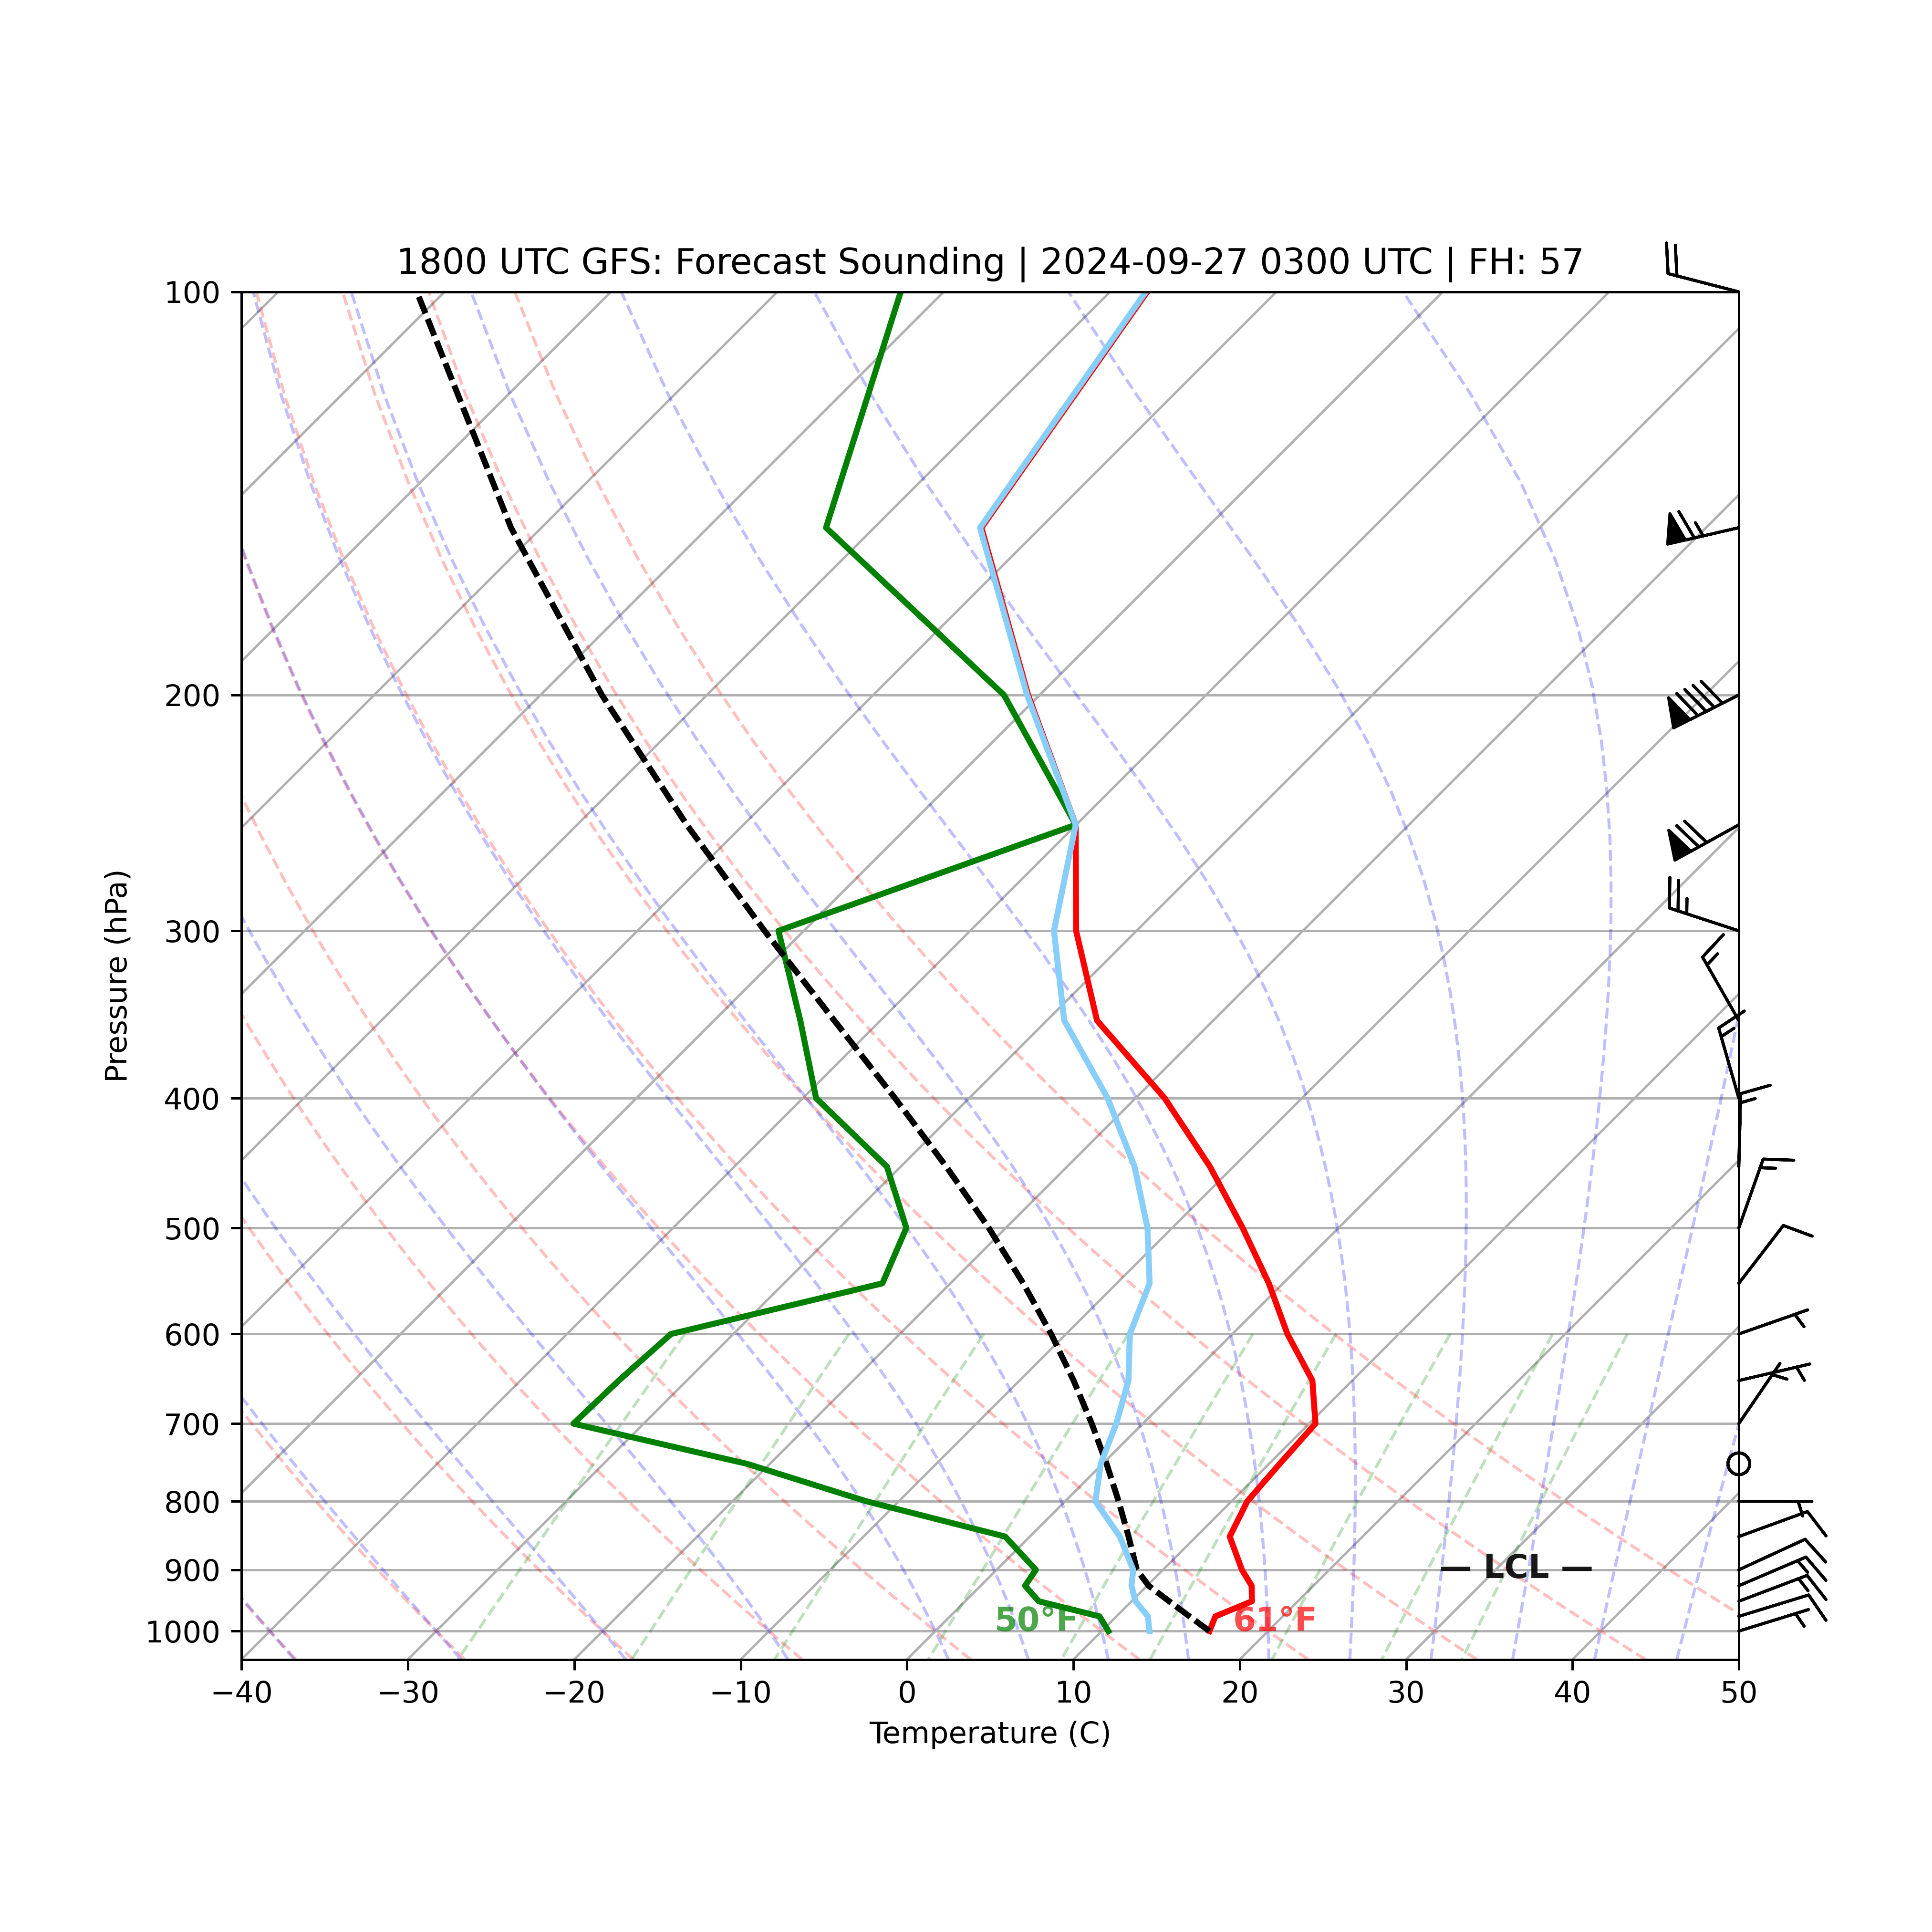 1800 UTC GFS: Forecast Sounding | 2024-09-27 0300 UTC | FH: 57
100
200
300
400
500
600
700
800
900
1000
Pressure (hPa)
— LCL —
50°F
61°F
−40 −30 −20 −10 0 10 20 30 40 50
Temperature (C)